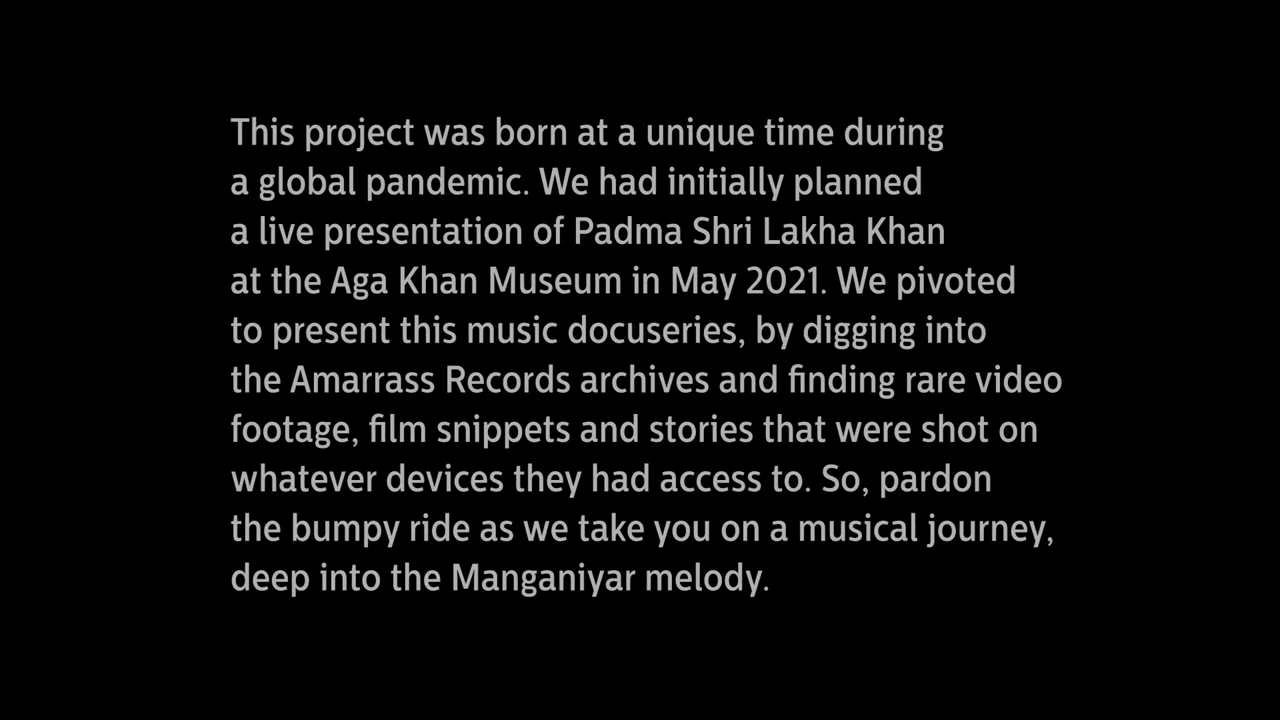 This project was born at a unique time during
a global pandemic. We had initially planned
a live presentation of Padma Shri Lakha Khan
at the Aga Khan Museum in May 2021. We pivoted
to present this music docuseries, by digging into
the Amarrass Records archives and finding rare video
footage, film snippets and stories that were shot on
whatever devices they had access to. So, pardon
the bumpy ride as we take you on a musical journey,
deep into the Manganiyar melody.